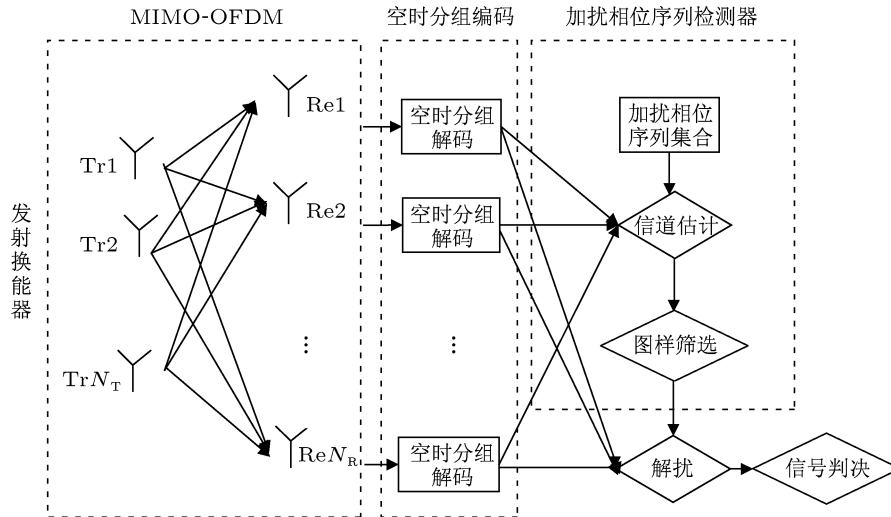 MIMO-OFDM
空时分组编码
加扰相位序列检测器
发射换能器
Tr1
Tr2
TrN_T
Re1
Re2
⋮
ReN_R
空时分组
解码
空时分组
解码
⋮
空时分组
解码
加扰相位
序列集合
信道估计
图样筛选
解扰
信号判决